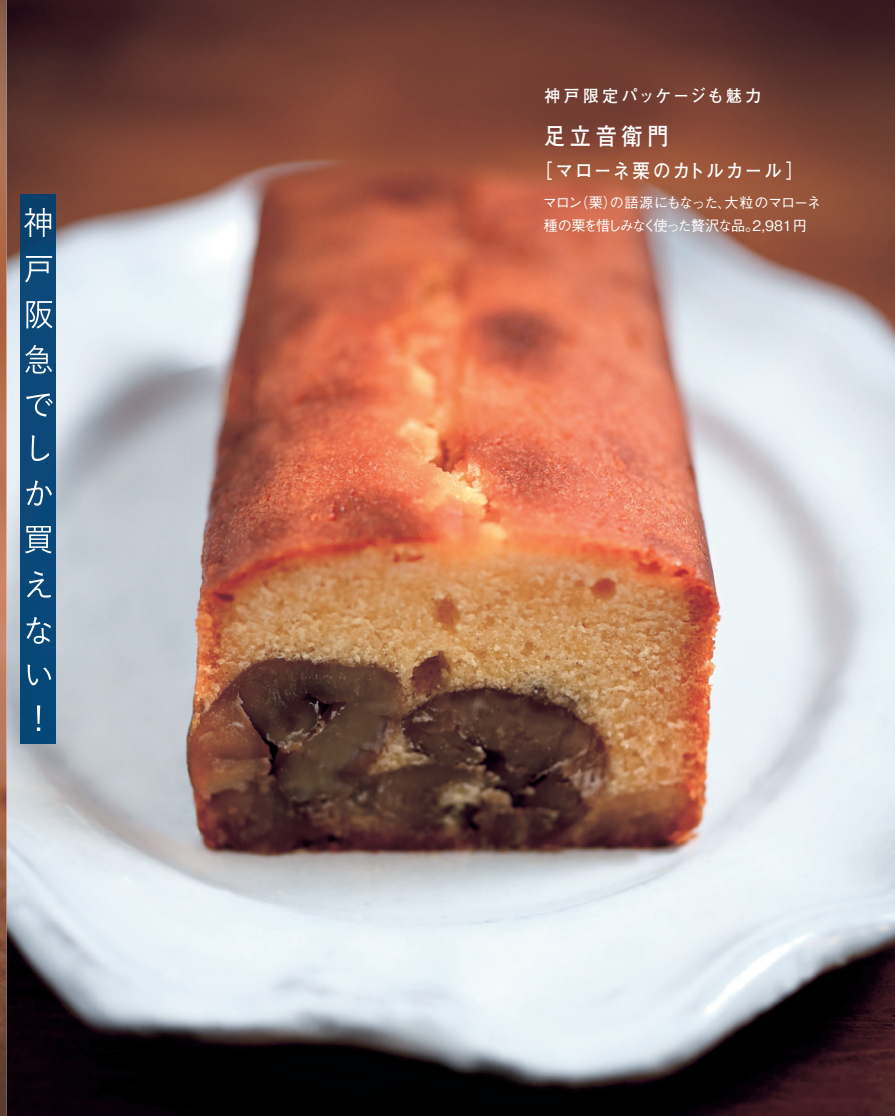 神戸限定パッケージも魅力
足立音衛門
［マローネ栗のカトルカール］
マロン（栗）の語源にもなった、大粒のマローネ
種の栗を惜しみなく使った贅沢な品。2,981円
神戸阪急でしか買えない！